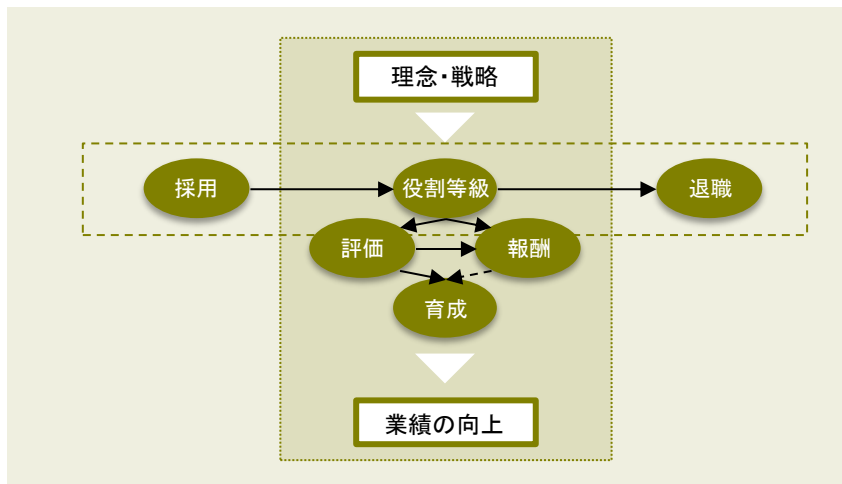 理念・戦略
採用
役割等級
退職
評価
報酬
育成
業績の向上